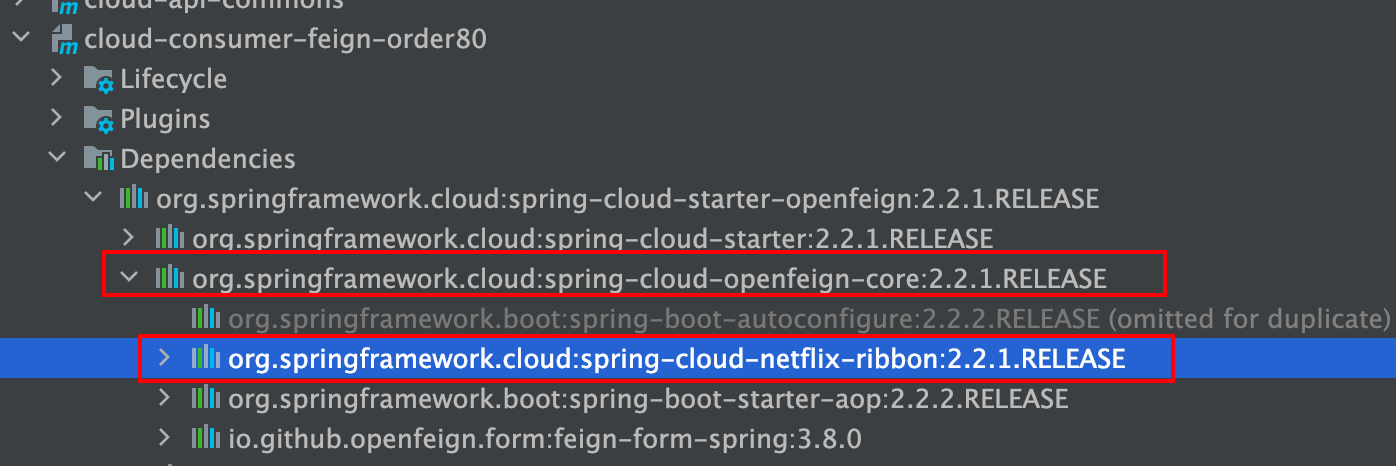 cloud-api-commons
cloud-consumer-feign-order80
Lifecycle
Plugins
Dependencies
org.springframework.cloud:spring-cloud-starter-openfeign:2.2.1.RELEASE
org.springframework.cloud:spring-cloud-starter:2.2.1.RELEASE
org.springframework.cloud:spring-cloud-openfeign-core:2.2.1.RELEASE
org.springframework.boot:spring-boot-autoconfigure:2.2.2.RELEASE (omitted for duplicate)
org.springframework.cloud:spring-cloud-netflix-ribbon:2.2.1.RELEASE
org.springframework.boot:spring-boot-starter-aop:2.2.2.RELEASE
io.github.openfeign.form:feign-form-spring:3.8.0